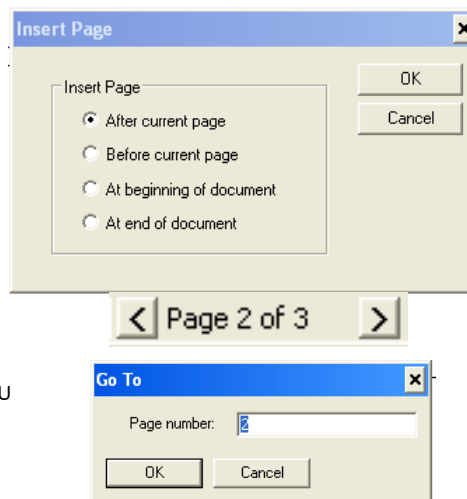 Insert Page
Insert Page
OK
After current page
Cancel
Before current page
At beginning of document
At end of document
< Page 2 of 3 >
U
Go To
Page number: 2
OK Cancel